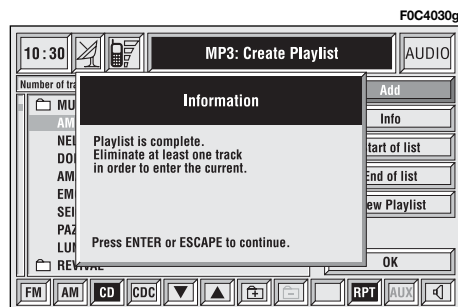 F0C4030g
10:30
MP3: Create Playlist
AUDIO
Number of tra
Information
Add
MU
AM
Info
NEL
Playlist is complete.
tart of list
DO
Eliminate at least one track
AM
in order to enter the current.
End of list
EM
SEI
ew Playlist
PAZ
LU
Press ENTER or ESCAPE to continue.
REVIVAL
OK
FM AM CD CDC RPT AUX